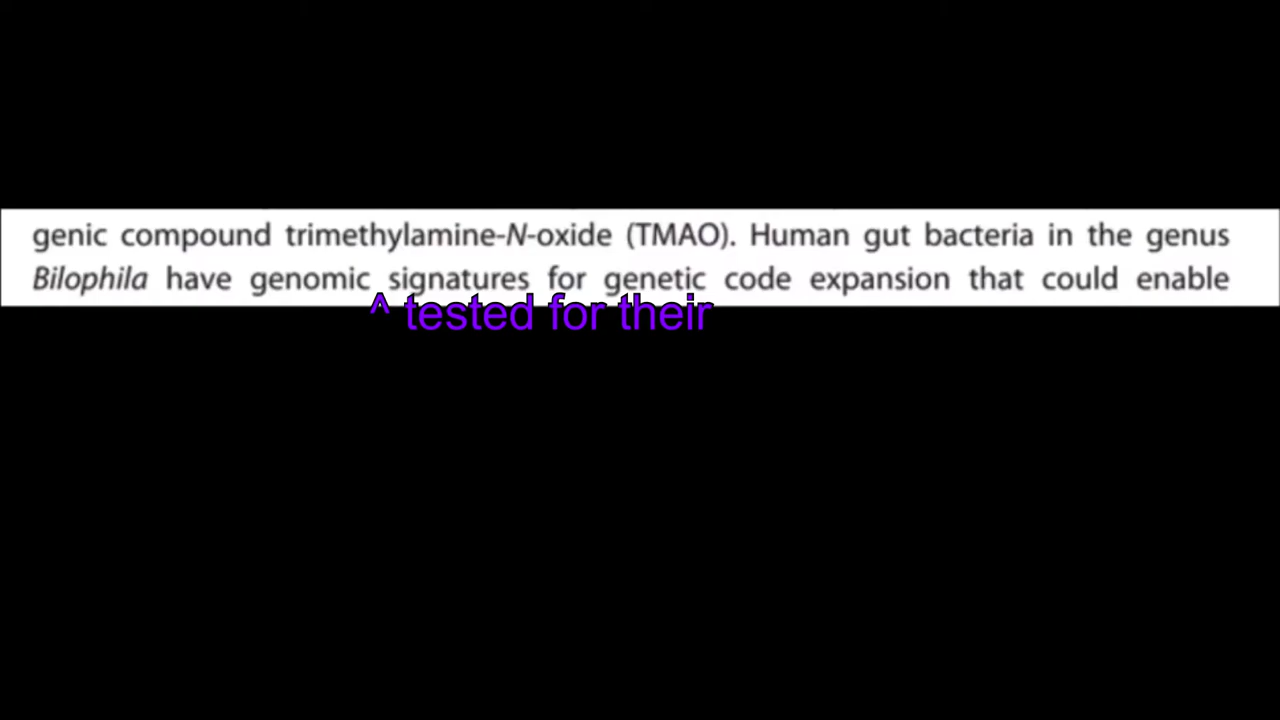 genic compound trimethylamine-N-oxide (TMAO). Human gut bacteria in the genus
Bilophila have genomic signatures for genetic code expansion that could enable
^ tested for their